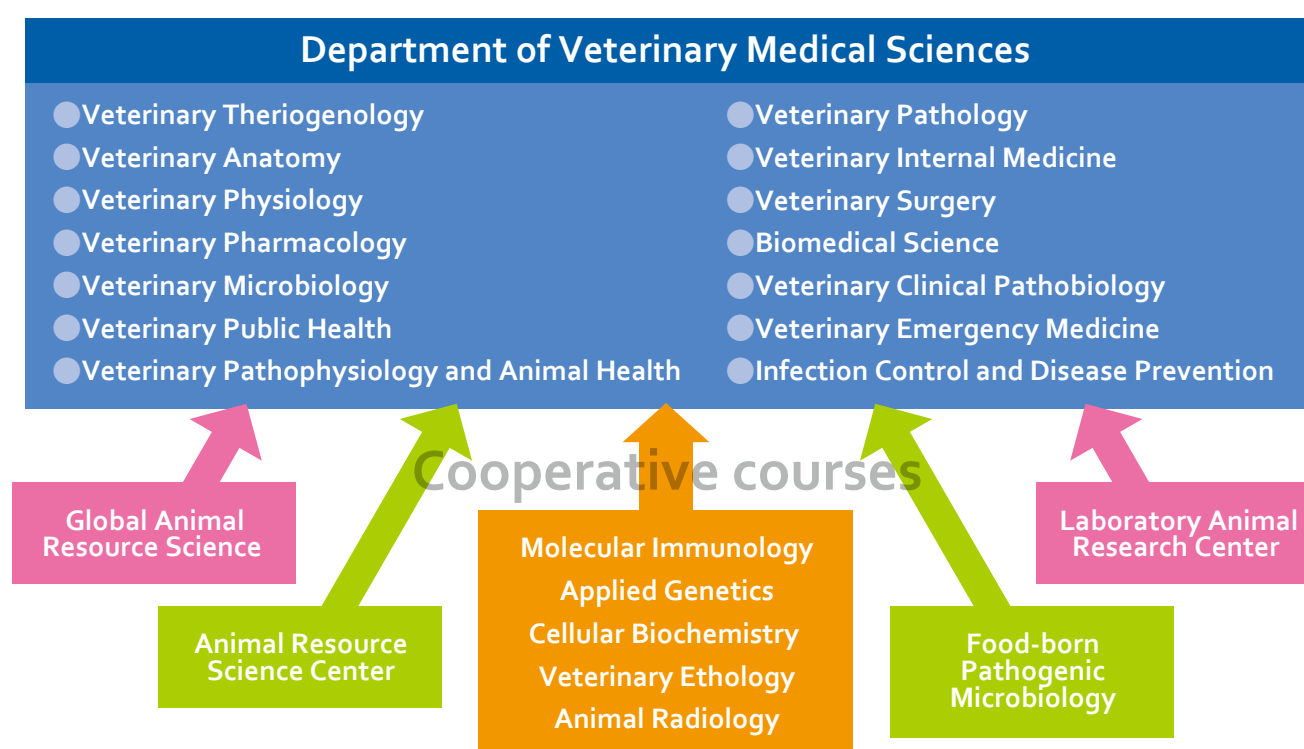 Department of Veterinary Medical Sciences
Veterinary Theriogenology
Veterinary Anatomy
Veterinary Physiology
Veterinary Pharmacology
Veterinary Microbiology
Veterinary Public Health
Veterinary Pathophysiology and Animal Health
Veterinary Pathology
Veterinary Internal Medicine
Veterinary Surgery
Biomedical Science
Veterinary Clinical Pathobiology
Veterinary Emergency Medicine
Infection Control and Disease Prevention
Cooperative courses
Global Animal
Resource Science
Animal Resource
Science Center
Molecular Immunology
Applied Genetics
Cellular Biochemistry
Veterinary Ethology
Animal Radiology
Food-born
Pathogenic
Microbiology
Laboratory Animal
Research Center